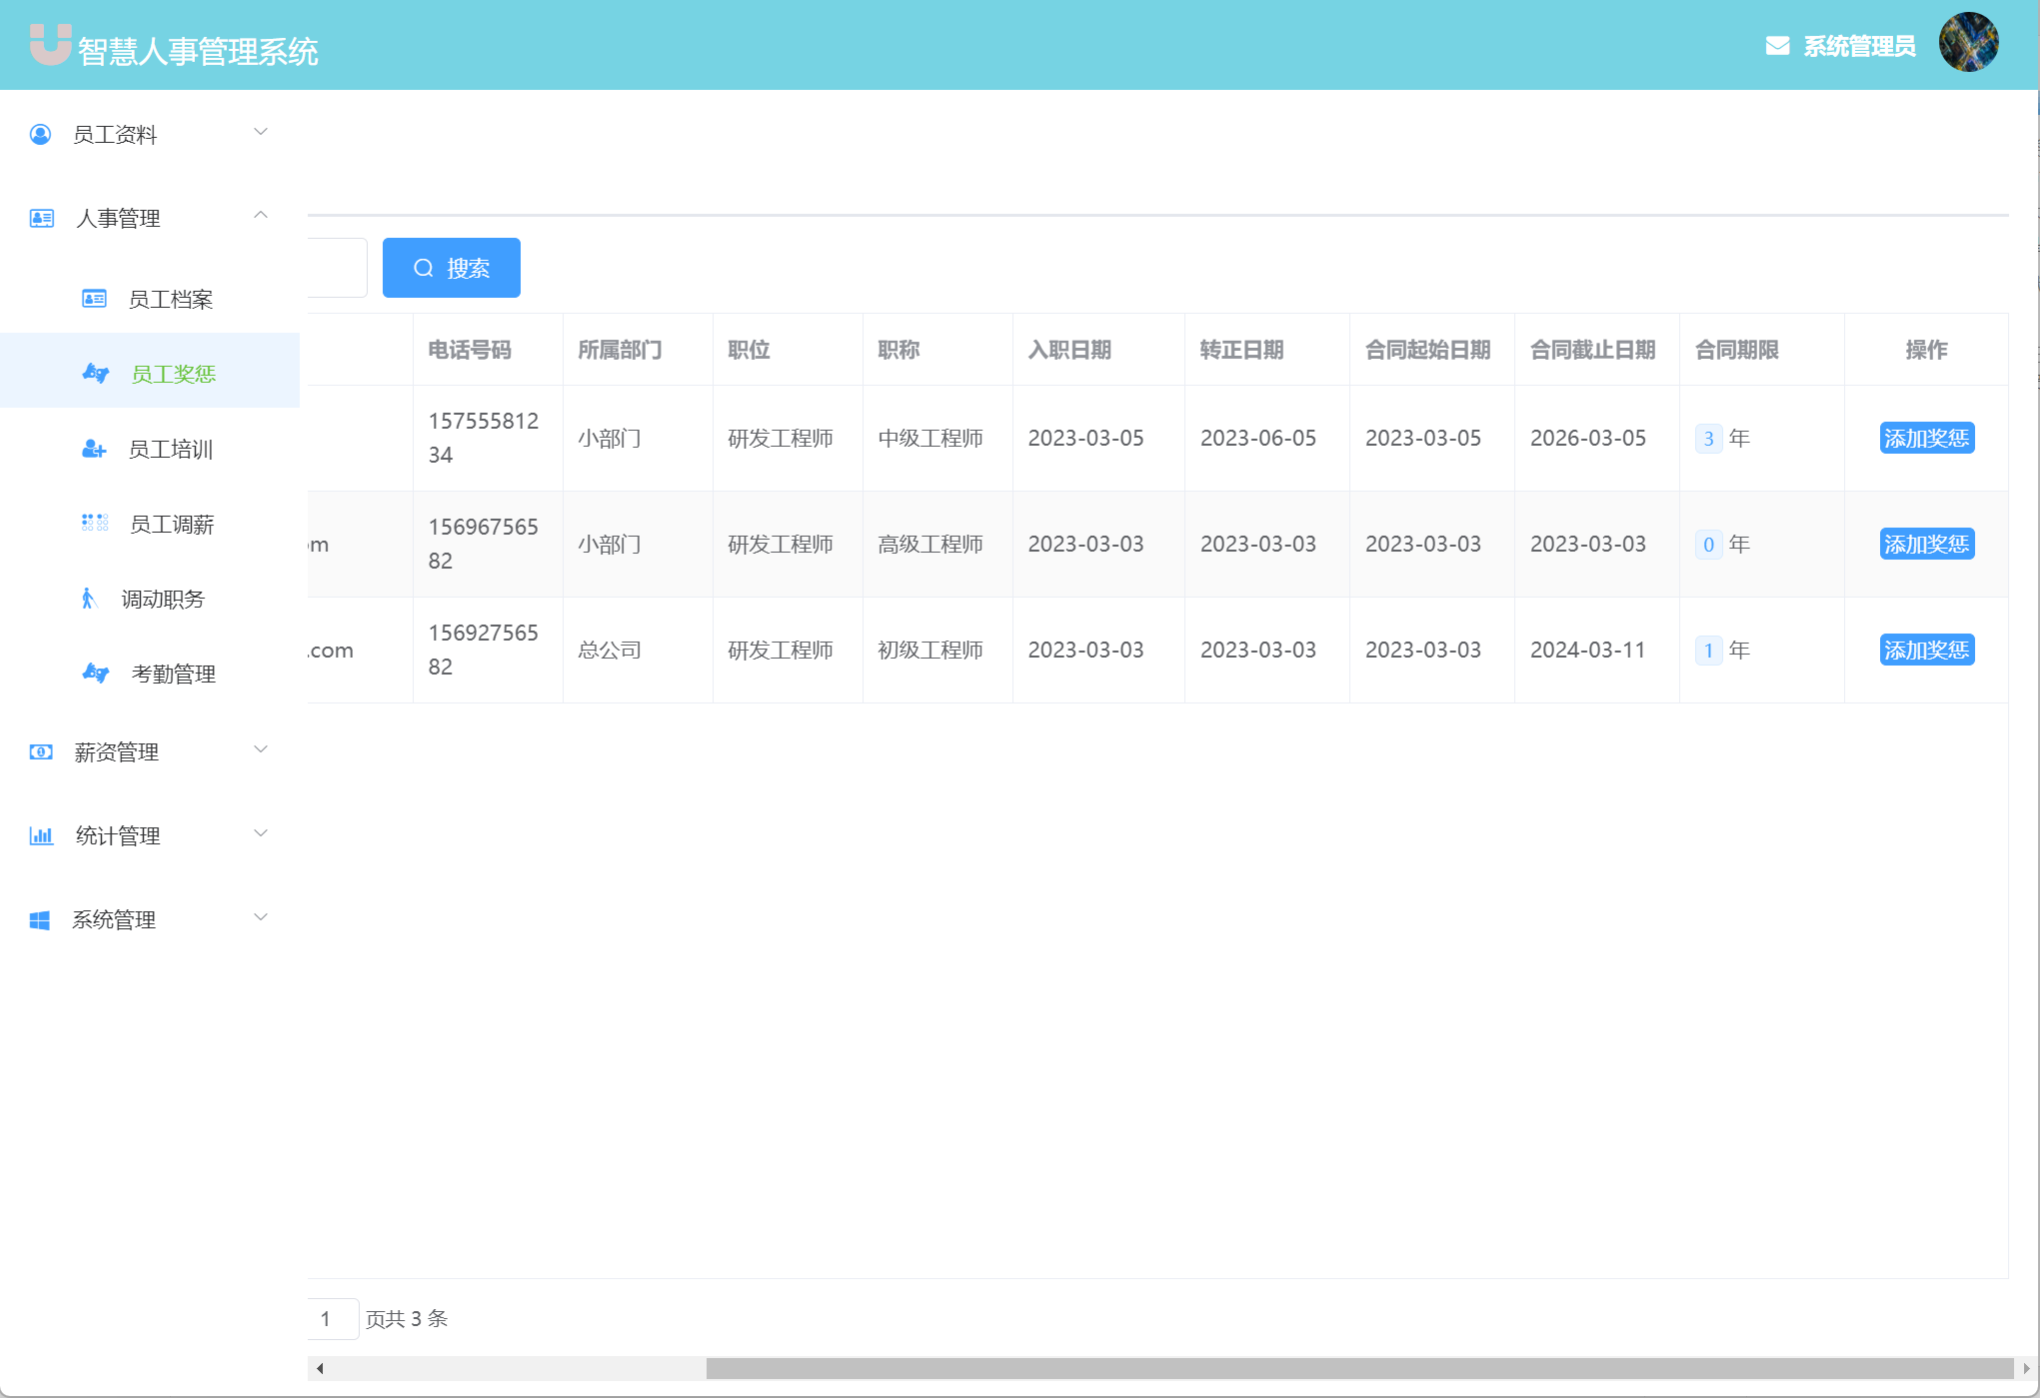 智慧人事管理系统
系统管理员
员工资料
人事管理
员工档案
员工奖惩
员工培训
员工调薪
调动职务
考勤管理
薪资管理
统计管理
系统管理
搜索
电话号码 所属部门 职位 职称 入职日期 转正日期 合同起始日期 合同截止日期 合同期限 操作
157555812
34 小部门 研发工程师 中级工程师 2023-03-05 2023-06-05 2023-03-05 2026-03-05 3 年 添加奖惩
m 156967565
82 小部门 研发工程师 高级工程师 2023-03-03 2023-03-03 2023-03-03 2023-03-03 0 年 添加奖惩
.com 156927565
82 总公司 研发工程师 初级工程师 2023-03-03 2023-03-03 2023-03-03 2024-03-11 1 年 添加奖惩
1 页共 3 条